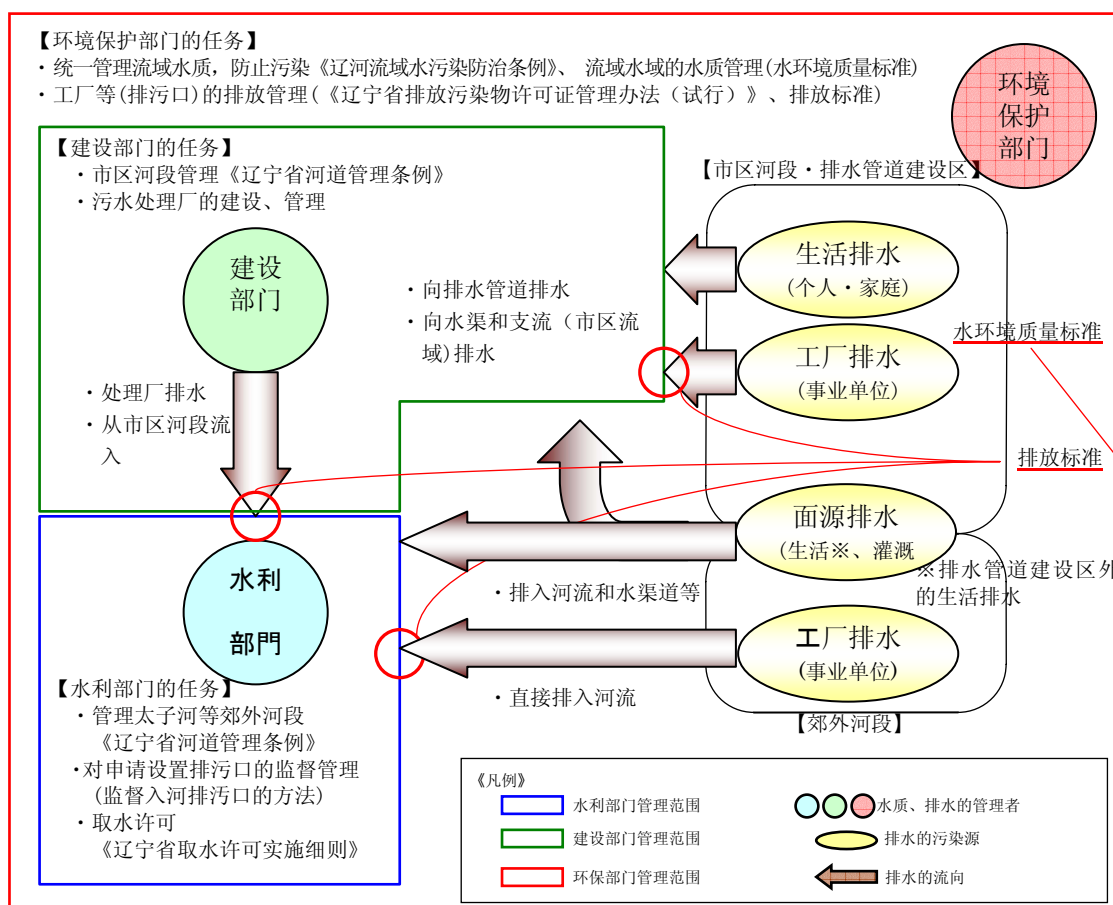 【环境保护部门的任务】
・统一管理流域水质，防止污染《辽河流域水污染防治条例》、 流域水域的水质管理(水环境质量标准)
・工厂等(排污口)的排放管理(《辽宁省排放污染物许可证管理办法（试行）》、排放标准)
环境
保护
部门
【建设部门的任务】
・市区河段管理《辽宁省河道管理条例》
・污水处理厂的建设、管理
建设
部门
・向排水管道排水
・向水渠和支流（市区流
域)排水
・处理厂排水
・从市区河段流
入
【市区河段・排水管道建设区】
生活排水
(个人・家庭)
工厂排水
(事业单位)
水环境质量标准
排放标准
面源排水
(生活※、灌溉
※排水管道建设区外
的生活排水
・排入河流和水渠道等
工厂排水
(事业单位)
・直接排入河流
【郊外河段】
水利
部門
【水利部门的任务】
・管理太子河等郊外河段
《辽宁省河道管理条例》
・对申请设置排污口的监督管理
(监督入河排污口的方法)
・取水许可
《辽宁省取水许可实施细则》
《凡例》
水利部门管理范围
水质、排水的管理者
建设部门管理范围
排水的污染源
环保部门管理范围
排水的流向